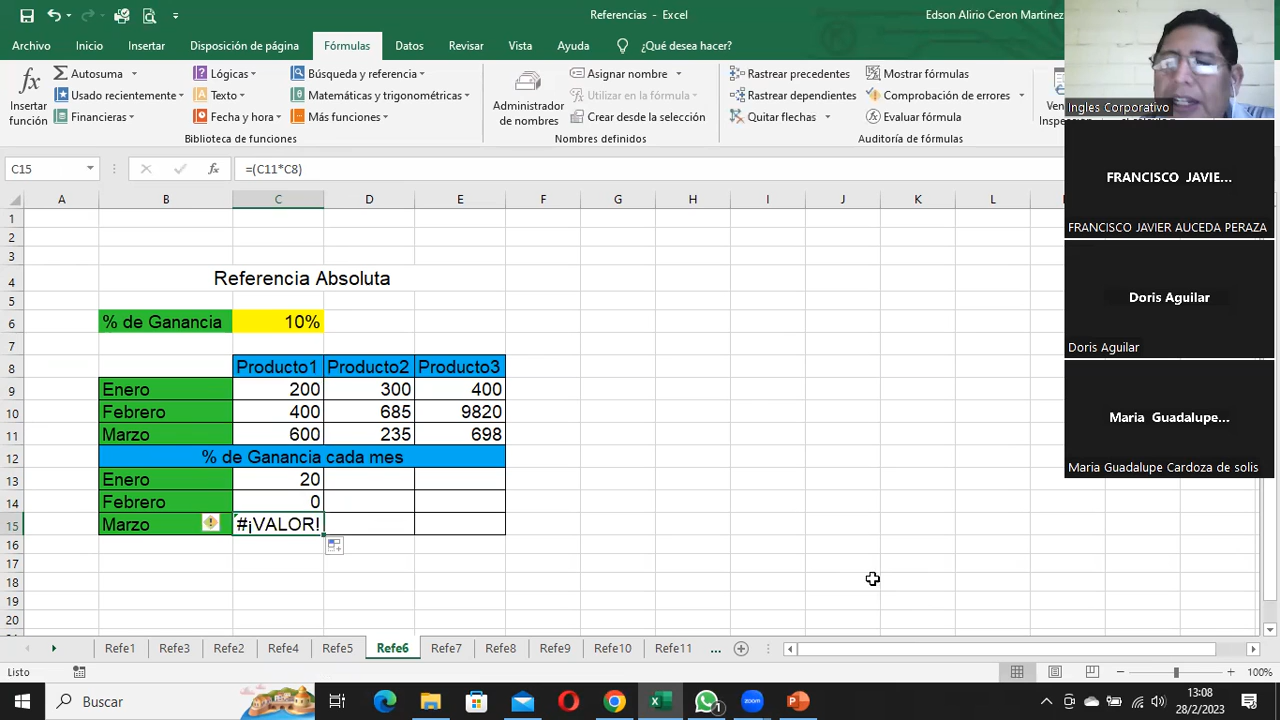 Referencias - Excel
Edson Alirio Ceron Martinez
Archivo Inicio Insertar Disposición de página Fórmulas Datos Revisar Vista Ayuda ¿Qué desea hacer?
Insertar función
Autosuma
Usado recientemente
Financieras
Lógicas
Texto
Fecha y hora
Búsqueda y referencia
Matemáticas y trigonométricas
Más funciones
Biblioteca de funciones
Administrador de nombres
Asignar nombre
Utilizar en la fórmula
Crear desde la selección
Nombres definidos
Rastrear precedentes
Rastrear dependientes
Quitar flechas
Mostrar fórmulas
Comprobación de errores
Evaluar fórmula
Auditoría de fórmulas
Ingles Corporativo
FRANCISCO JAVIE...
FRANCISCO JAVIER AUCEDA PERAZA
Doris Aguilar
Doris Aguilar
Maria Guadalupe...
Maria Guadalupe Cardoza de solis
C15 fx =(C11*C8)
A B C D E F G H I J K L
1
2
3
4 Referencia Absoluta
5
6 % de Ganancia 10%
7
8 Producto1 Producto2 Producto3
9 Enero 200 300 400
10 Febrero 400 685 9820
11 Marzo 600 235 698
12 % de Ganancia cada mes
13 Enero 20
14 Febrero 0
15 Marzo #¡VALOR!
16
17
18
19
20
Refe1 Refe3 Refe2 Refe4 Refe5 Refe6 Refe7 Refe8 Refe9 Refe10 Refe11 ...
Listo
100%
Buscar
zoom
1
13:08
28/2/2023